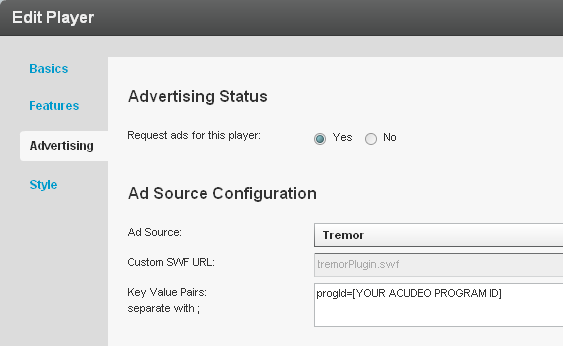 Edit Player
Basics
Features
Advertising
Style
Advertising Status
Request ads for this player: Yes No
Ad Source Configuration
Ad Source: Tremor
Custom SWF URL: tremorPlugin.swf
Key Value Pairs: progId=[YOUR ACUDEO PROGRAM ID]
separate with ;